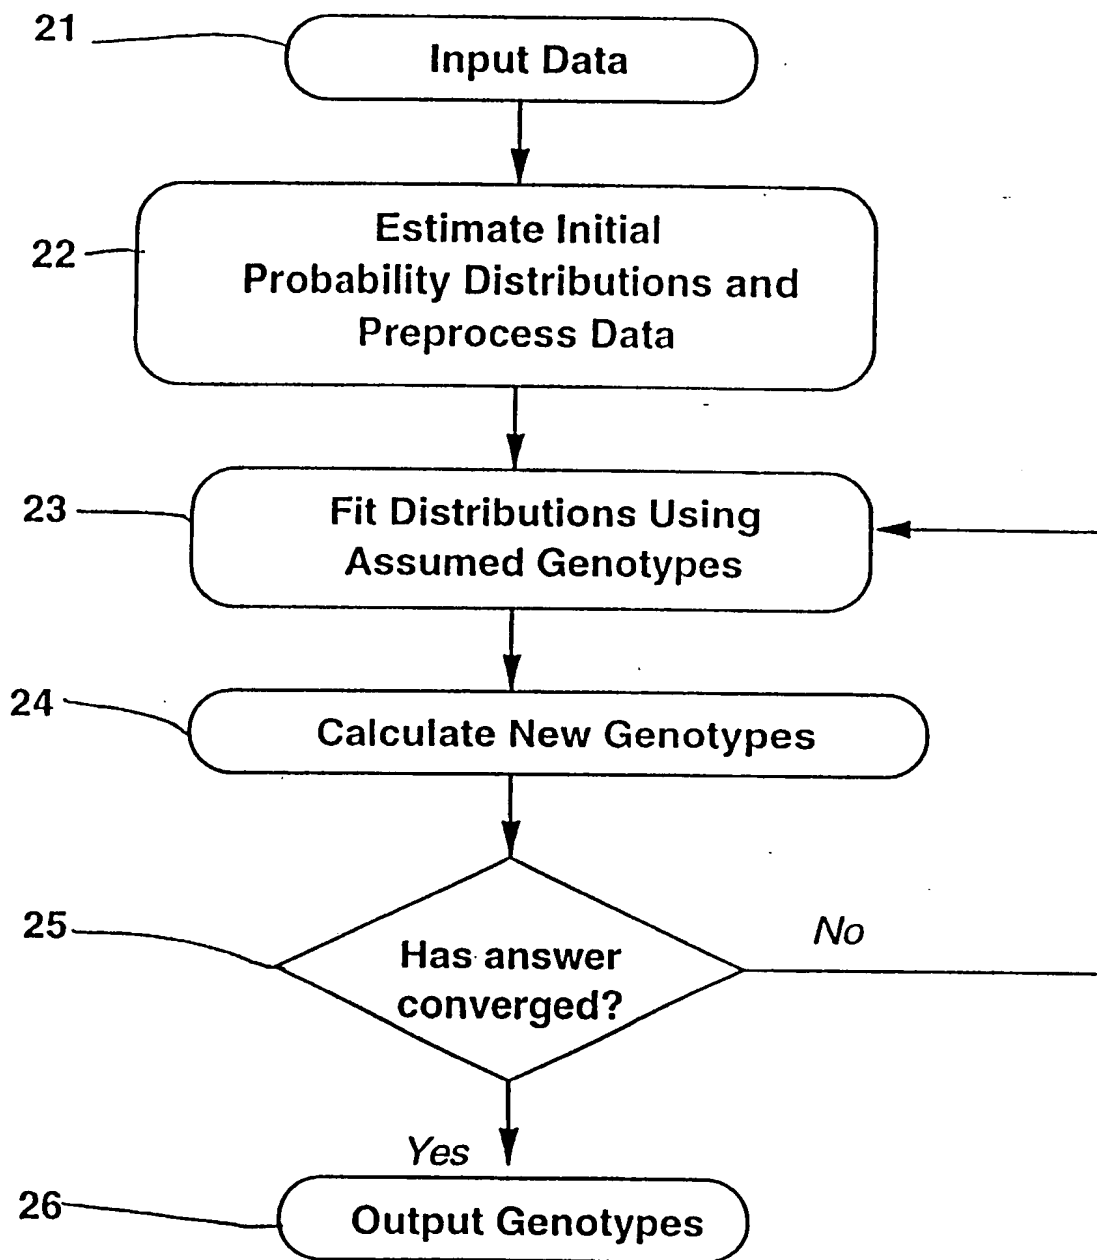 21
Input Data
22
Estimate Initial
Probability Distributions and
Preprocess Data
23
Fit Distributions Using
Assumed Genotypes
24
Calculate New Genotypes
25
Has answer
converged?
No
Yes
26
Output Genotypes